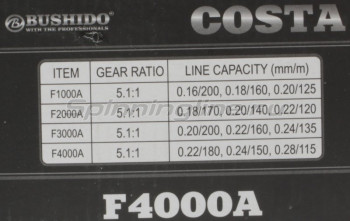 BUSHIDO
WITH THE PROFESSIONALS
COSTA
ITEM GEAR RATIO LINE CAPACITY (mm/m)
F1000A 5.1:1 0.16/200, 0.18/160, 0.20/125
F2000A 5.1:1 0.18/170, 0.20/140, 0.22/120
F3000A 5.1:1 0.20/200, 0.22/160, 0.24/135
F4000A 5.1:1 0.22/180, 0.24/150, 0.28/115
F4000A